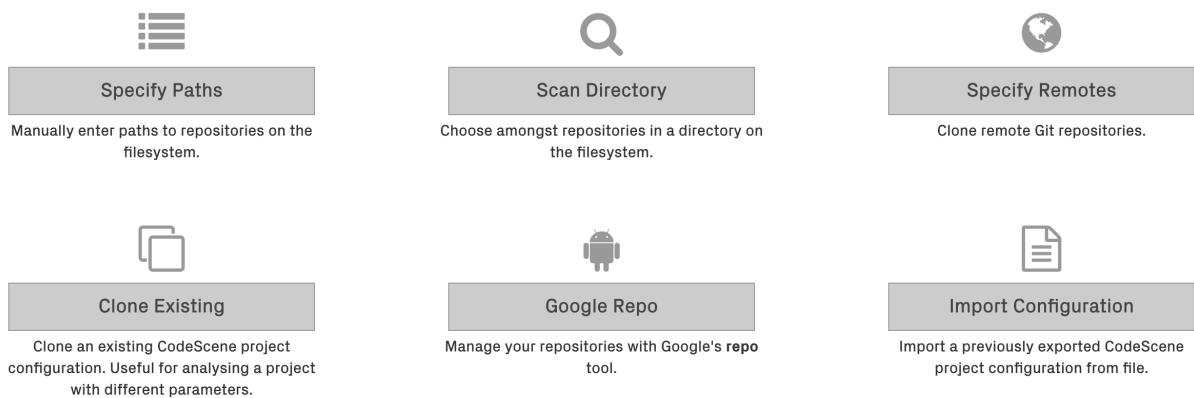 Specify Paths
Manually enter paths to repositories on the
filesystem.
Scan Directory
Choose amongst repositories in a directory on
the filesystem.
Specify Remotes
Clone remote Git repositories.
Clone Existing
Clone an existing CodeScene project
configuration. Useful for analysing a project
with different parameters.
Google Repo
Manage your repositories with Google's repo
tool.
Import Configuration
Import a previously exported CodeScene
project configuration from file.